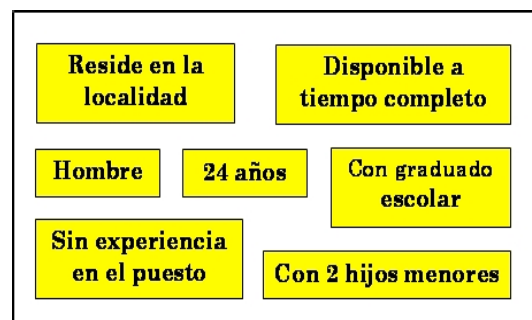 Reside en la
localidad
Disponible a
tiempo completo
Hombre
24 años
Con graduado
escolar
Sin experiencia
en el puesto
Con 2 hijos menores